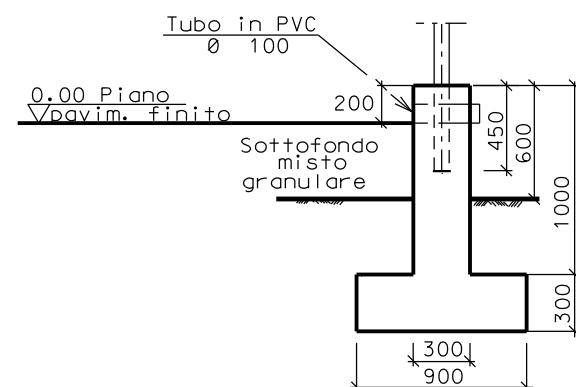 Tubo in PVC
Ø 100
0.00 Piano
pavim. finito
200
Sottofondo
misto
granulare
450
600
1000
300
300
900